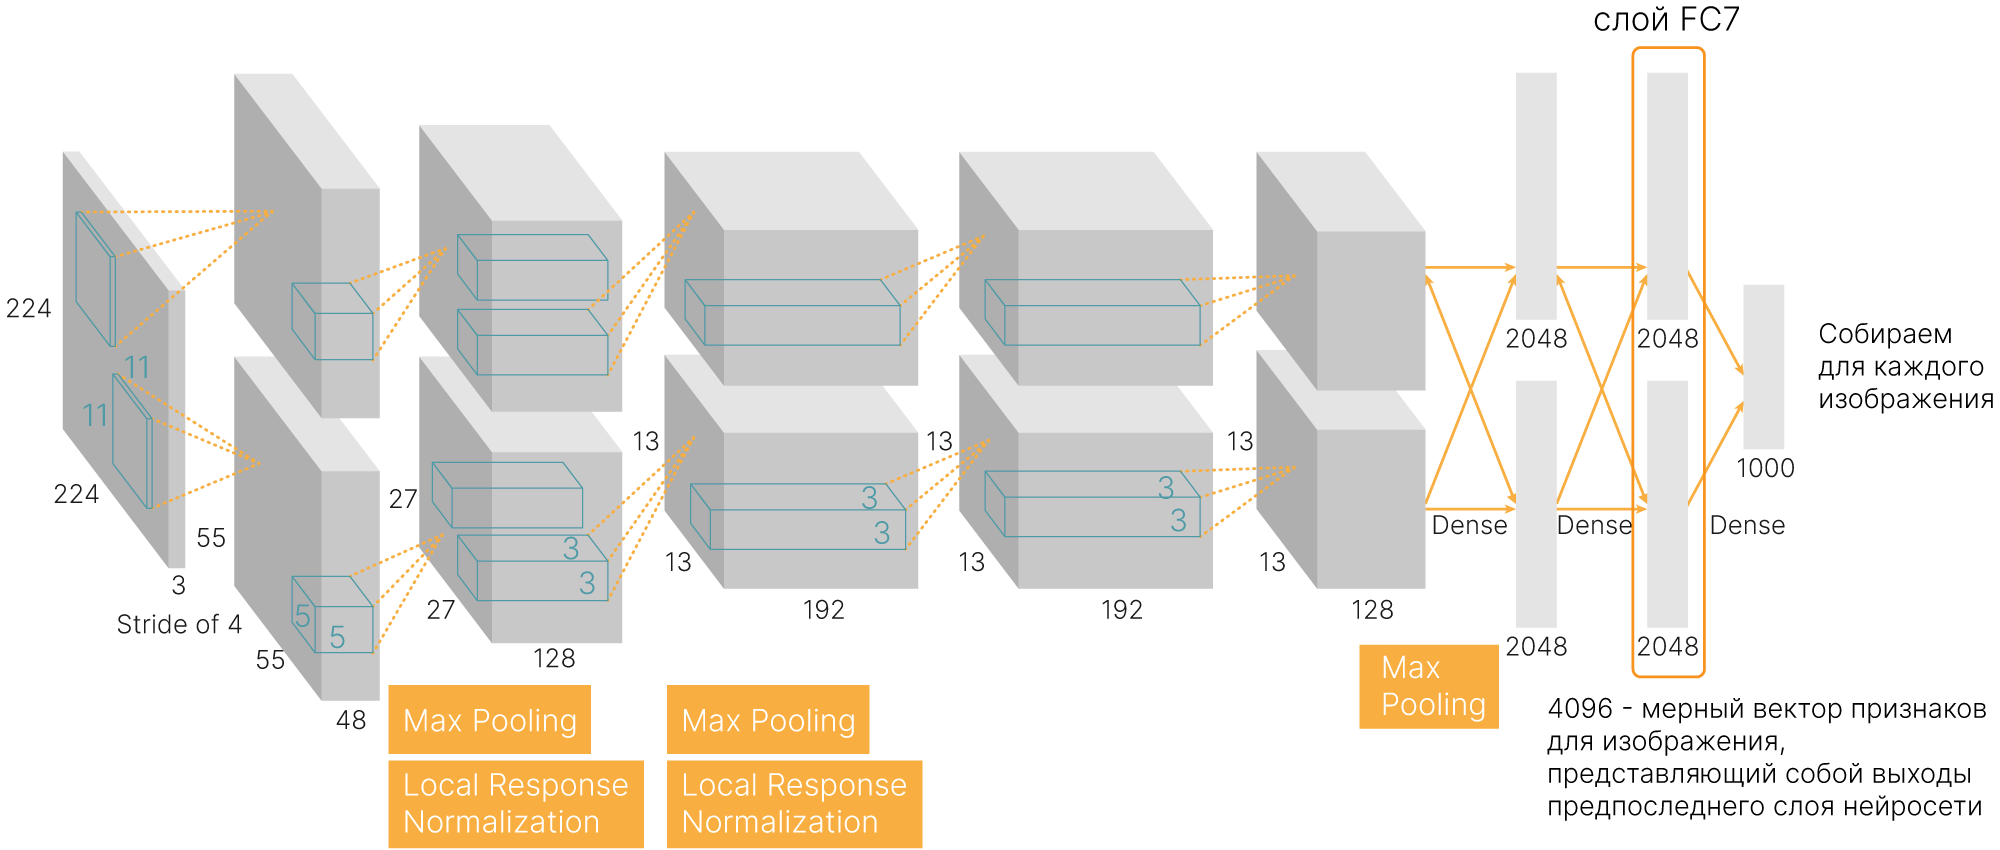 слой FC7
224
11
11
224
3
Stride of 4
55
55
5
5
48
27
27
3
3
128
13
13
3
3
192
13
13
3
3
192
13
13
128
2048
2048
2048
2048
Dense
Dense
Dense
1000
Собираем
для каждого
изображения
Max Pooling
Local Response
Normalization
Max Pooling
Local Response
Normalization
Max
Pooling
4096 - мерный вектор признаков
для изображения,
представляющий собой выходы
предпоследнего слоя нейросети